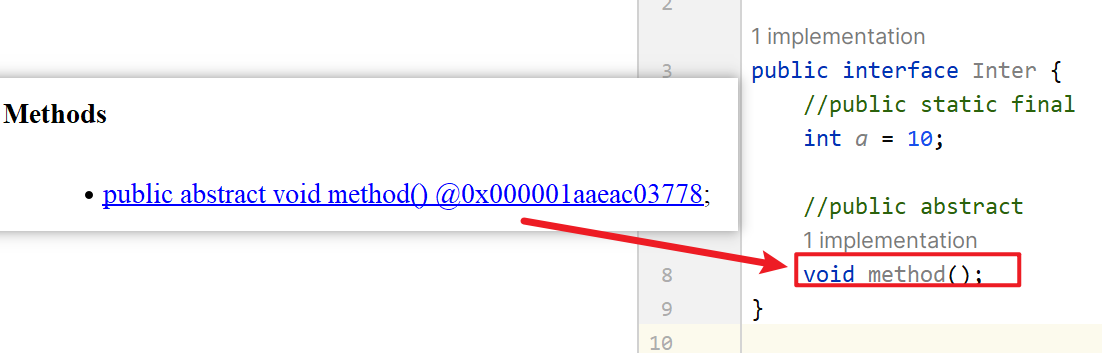 Methods
• public abstract void method() @0x000001aaeac03778;
2
1 implementation
3 public interface Inter {
//public static final
int a = 10;
//public abstract
1 implementation
8 void method();
9 }
10